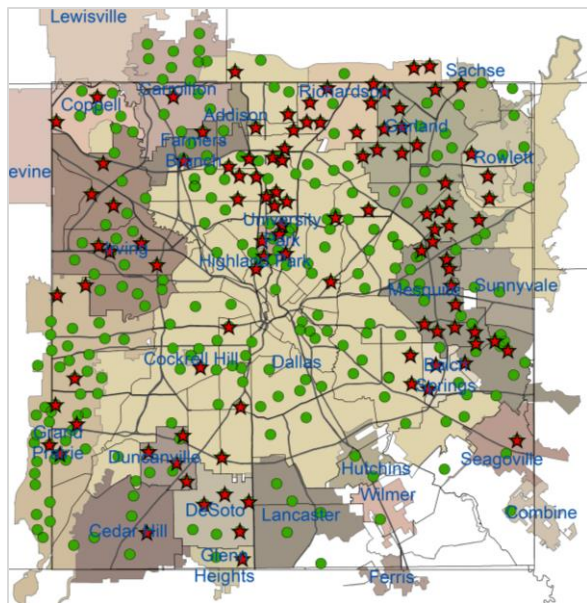 Lewisville
Sachse
Carrollton
Richardson
Coppell
Addison
Garland
Farmers
Branch
Rowlett
evine
University
Park
Irving
Highland Park
Sunnyvale
Mesquite
Cockrell Hill
Dallas
Balch
Springs
Grand
Prairie
Duncanville
Seagoville
Hutchins
Wilmer
DeSoto
Lancaster
Combine
Cedar Hill
Glenn
Heights
Ferris